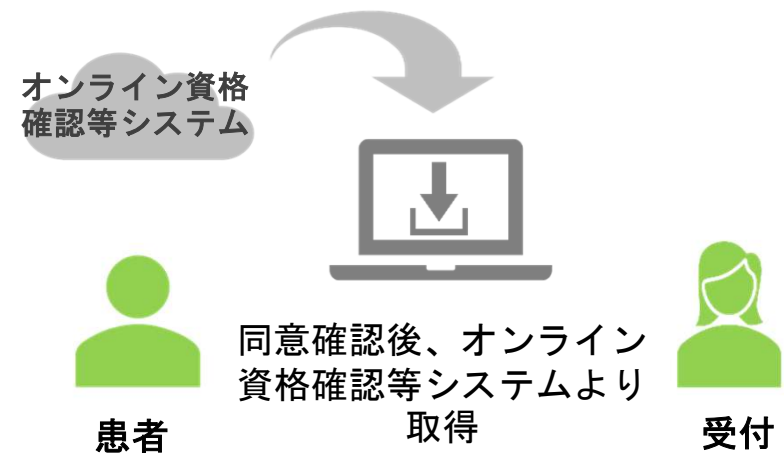 オンライン資格
確認等システム
同意確認後、オンライン
資格確認等システムより
取得
患者
受付